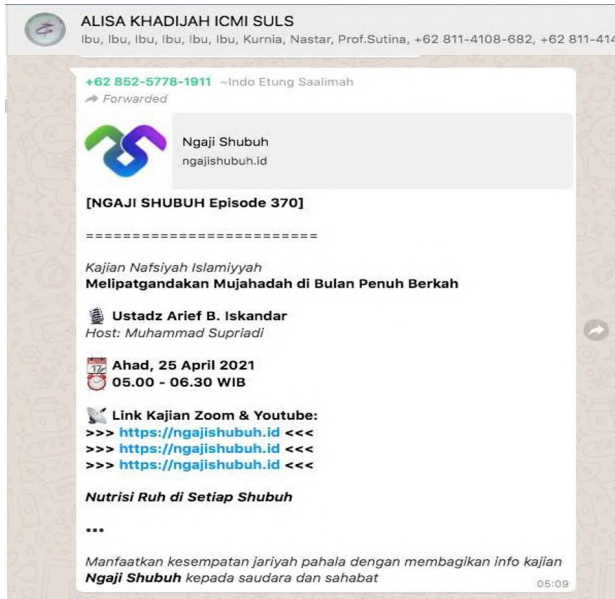 ALISA KHADIJAH ICMI SULS
Ibu, Ibu, Ibu, Ibu, Ibu, Ibu, Kurnia, Nastar, Prof.Sutina, +62 811-4108-682, +62 811-414
+62 852-5778-1911 ~Indo Etung Saalimah
Forwarded
Ngaji Shubuh
ngajishubuh.id
[NGAJI SHUBUH Episode 370]
=========================
Kajian Nafsiyah Islamiyyah
Melipatgandakan Mujahadah di Bulan Penuh Berkah
Ustadz Arief B. Iskandar
Host: Muhammad Supriadi
Ahad, 25 April 2021
05.00 - 06.30 WIB
Link Kajian Zoom & Youtube:
>>> https://ngajishubuh.id <<<
>>> https://ngajishubuh.id <<<
>>> https://ngajishubuh.id <<<
Nutrisi Ruh di Setiap Shubuh
•••
Manfaatkan kesempatan jariyah pahala dengan membagikan info kajian
Ngaji Shubuh kepada saudara dan sahabat
05:09